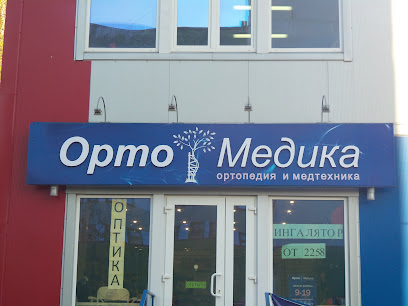 Орто Медика
ортопедия и медтехника
ОПТИКА
ИНГАЛЯТОР
ОТ 2258
9-19